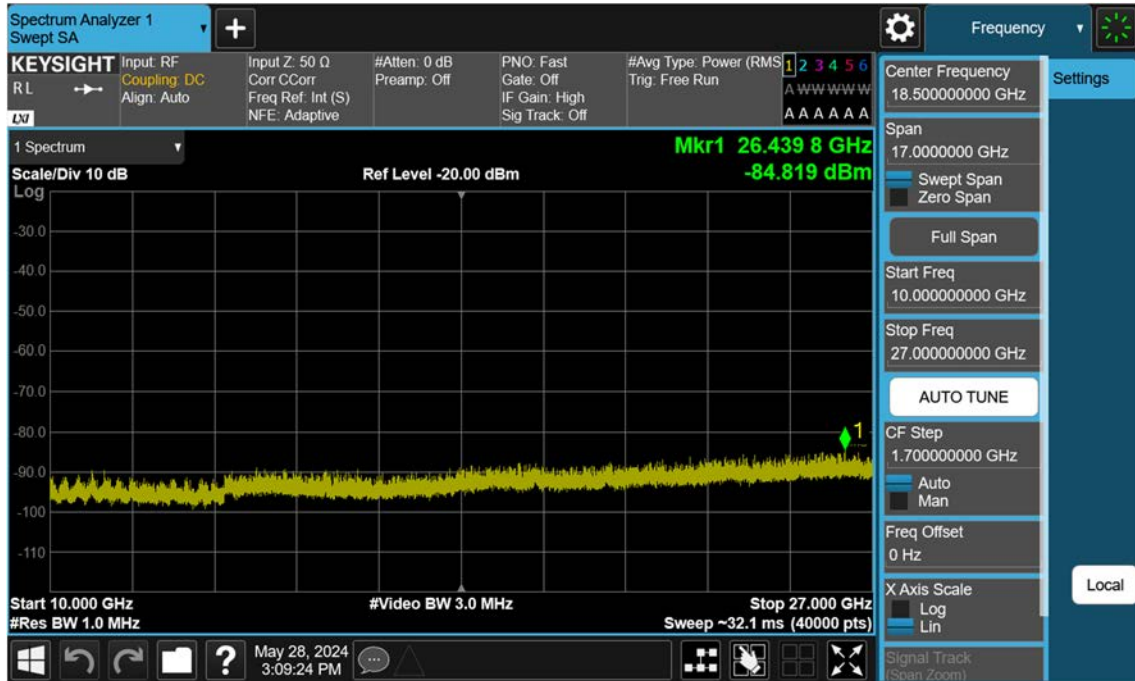 Spectrum Analyzer 1
Swept SA
Frequency
KEYSIGHT
RL
LXI
Input: RF
Coupling: DC
Align: Auto
Input Z: 50 Ω
Corr CCorr
Freq Ref: Int (S)
NFE: Adaptive
#Atten: 0 dB
Preamp: Off
PNO: Fast
Gate: Off
IF Gain: High
Sig Track: Off
#Avg Type: Power (RMS
Trig: Free Run
1 2 3 4 5 6
A W W W W W
A A A A A A
1 Spectrum
Mkr1 26.439 8 GHz
Scale/Div 10 dB
Ref Level -20.00 dBm
-84.819 dBm
Log
-30.0
-40.0
-50.0
-60.0
-70.0
-80.0
1
-90.0
-100
-110
Start 10.000 GHz
#Video BW 3.0 MHz
Stop 27.000 GHz
#Res BW 1.0 MHz
Sweep ~32.1 ms (40000 pts)
Center Frequency
18.500000000 GHz
Settings
Span
17.0000000 GHz
Swept Span
Zero Span
Full Span
Start Freq
10.000000000 GHz
Stop Freq
27.000000000 GHz
AUTO TUNE
CF Step
1.700000000 GHz
Auto
Man
Freq Offset
0 Hz
X Axis Scale
Log
Lin
Local
Signal Track
(Span Zoom)
?
May 28, 2024
3:09:24 PM